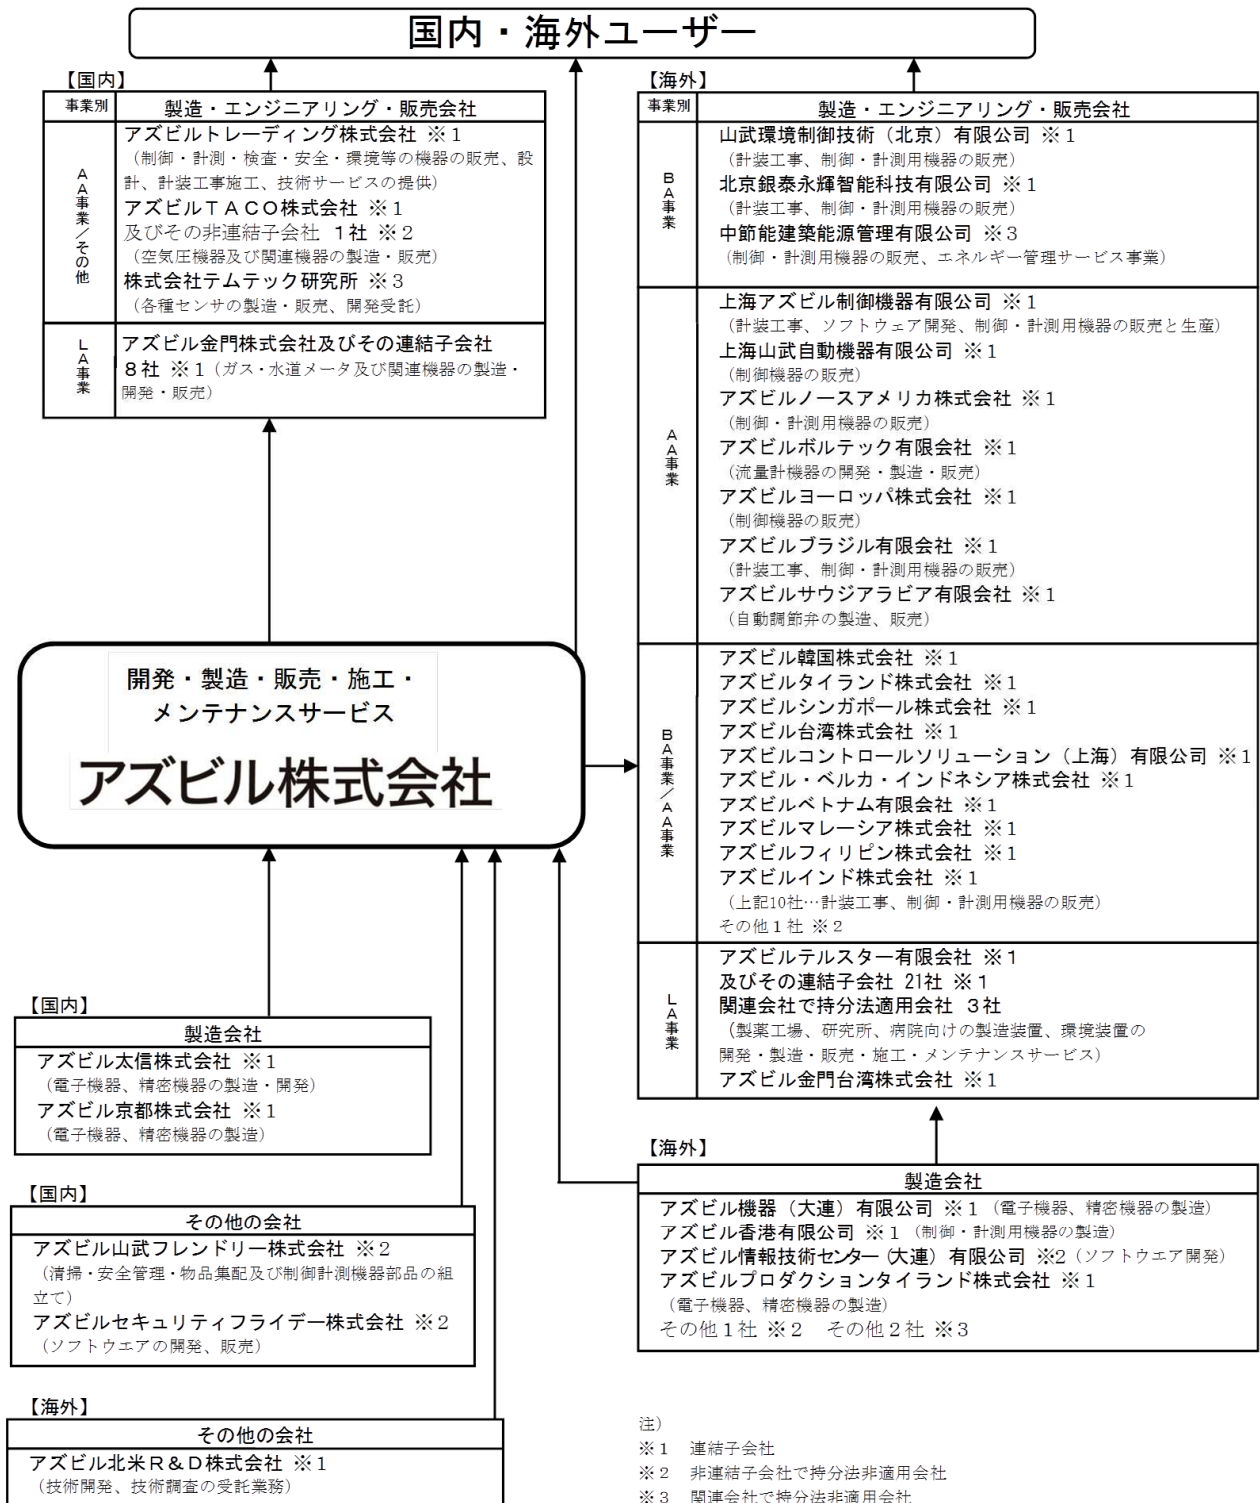 国内・海外ユーザー
【国内】
事業別
製造・エンジニアリング・販売会社
AA事業／その他
アズビルトレーディング株式会社 ※１
（制御・計測・検査・安全・環境等の機器の販売、設
計、計装工事施工、技術サービスの提供）
アズビルＴＡＣＯ株式会社 ※１
及びその非連結子会社 １社 ※２
（空気圧機器及び関連機器の製造・販売）
株式会社テムテック研究所 ※３
（各種センサの製造・販売、開発受託）
LA事業
アズビル金門株式会社及びその連結子会社
８社 ※１（ガス・水道メータ及び関連機器の製造・
開発・販売）
【海外】
事業別
製造・エンジニアリング・販売会社
BA事業
山武環境制御技術（北京）有限公司 ※１
（計装工事、制御・計測用機器の販売）
北京銀泰永輝智能科技有限公司 ※１
（計装工事、制御・計測用機器の販売）
中節能建築能源管理有限公司 ※３
（制御・計測用機器の販売、エネルギー管理サービス事業）
AA事業
上海アズビル制御機器有限公司 ※１
（計装工事、ソフトウェア開発、制御・計測用機器の販売と生産）
上海山武自動機器有限公司 ※１
（制御機器の販売）
アズビルノースアメリカ株式会社 ※１
（制御・計測用機器の販売）
アズビルボルテック有限会社 ※１
（流量計機器の開発・製造・販売）
アズビルヨーロッパ株式会社 ※１
（制御機器の販売）
アズビルブラジル有限会社 ※１
（計装工事、制御・計測用機器の販売）
アズビルサウジアラビア有限会社 ※１
（自動調節弁の製造、販売）
BA事業／AA事業
アズビル韓国株式会社 ※１
アズビルタイランド株式会社 ※１
アズビルシンガポール株式会社 ※１
アズビル台湾株式会社 ※１
アズビルコントロールソリューション（上海）有限公司 ※１
アズビル・ベルカ・インドネシア株式会社 ※１
アズビルベトナム有限会社 ※１
アズビルマレーシア株式会社 ※１
アズビルフィリピン株式会社 ※１
アズビルインド株式会社 ※１
（上記10社…計装工事、制御・計測用機器の販売）
その他１社 ※２
LA事業
アズビルテルスター有限会社 ※１
及びその連結子会社 21社 ※１
関連会社で持分法適用会社 ３社
（製薬工場、研究所、病院向けの製造装置、環境装置の
開発・製造・販売・施工・メンテナンスサービス）
アズビル金門台湾株式会社 ※１
開発・製造・販売・施工・
メンテナンスサービス
アズビル株式会社
【国内】
製造会社
アズビル太信株式会社 ※１
（電子機器、精密機器の製造・開発）
アズビル京都株式会社 ※１
（電子機器、精密機器の製造）
【国内】
その他の会社
アズビル山武フレンドリー株式会社 ※２
（清掃・安全管理・物品集配及び制御計測機器部品の組
立て）
アズビルセキュリティフライデー株式会社 ※２
（ソフトウエアの開発、販売）
【海外】
その他の会社
アズビル北米Ｒ＆Ｄ株式会社 ※１
（技術開発、技術調査の受託業務）
【海外】
製造会社
アズビル機器（大連）有限公司 ※１（電子機器、精密機器の製造）
アズビル香港有限公司 ※１（制御・計測用機器の製造）
アズビル情報技術センター（大連）有限公司 ※2（ソフトウエア開発）
アズビルプロダクションタイランド株式会社 ※１
（電子機器、精密機器の製造）
その他１社 ※２ その他２社 ※３
注）
※１ 連結子会社
※２ 非連結子会社で持分法非適用会社
※３ 関連会社で持分法非適用会社